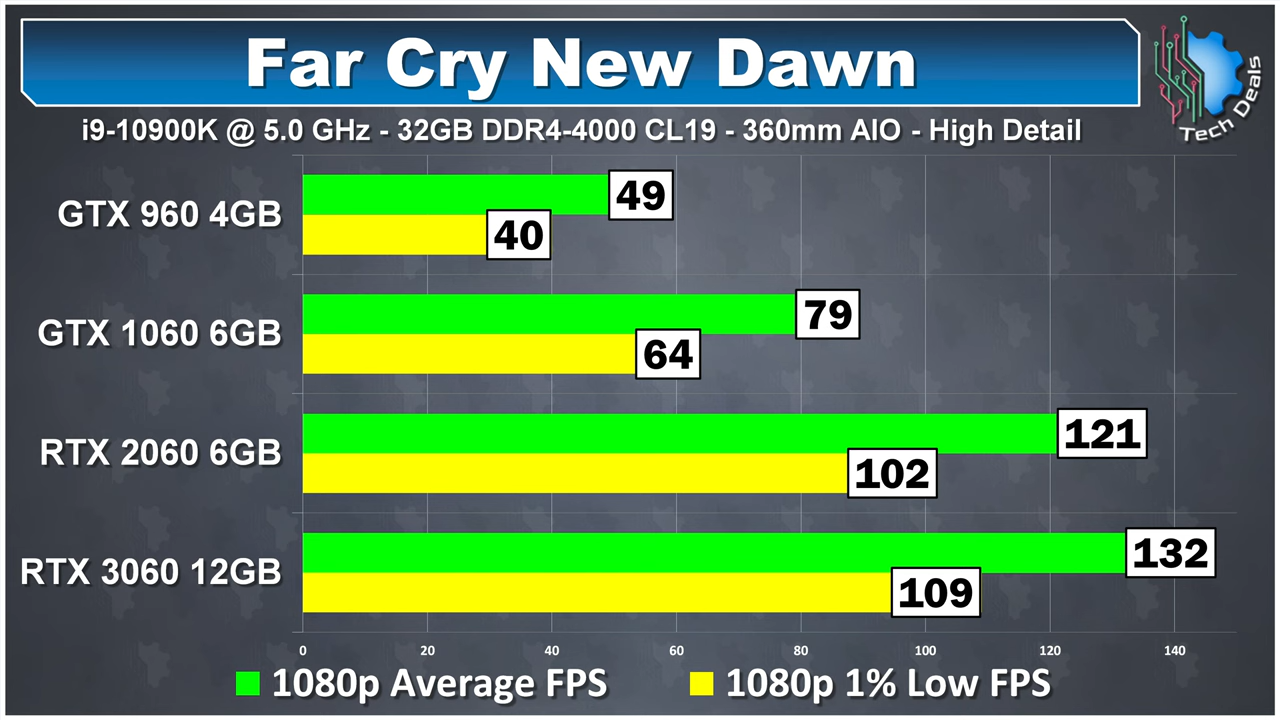 Far Cry New Dawn
Tech Deals
i9-10900K @ 5.0 GHz - 32GB DDR4-4000 CL19 - 360mm AIO - High Detail
GTX 960 4GB
49
40
GTX 1060 6GB
79
64
RTX 2060 6GB
121
102
RTX 3060 12GB
132
109
0 20 40 60 80 100 120 140
1080p Average FPS 1080p 1% Low FPS